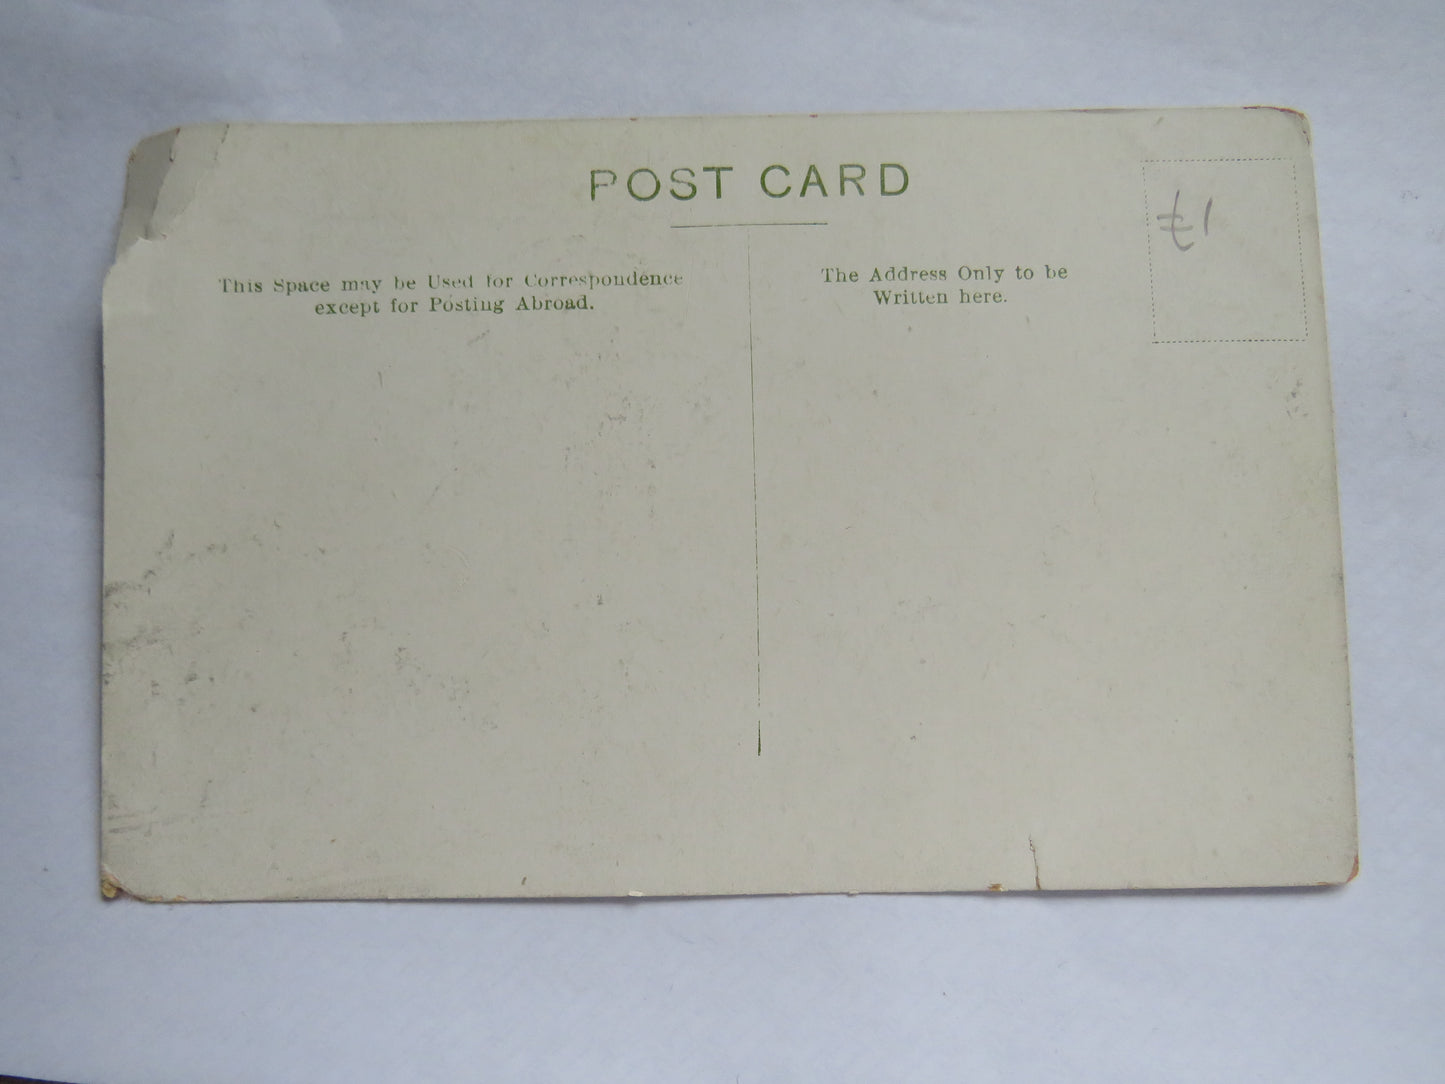 POST CARD
£1
This Space may be Used for Correspondence
except for Posting Abroad.
The Address Only to be
Written here.